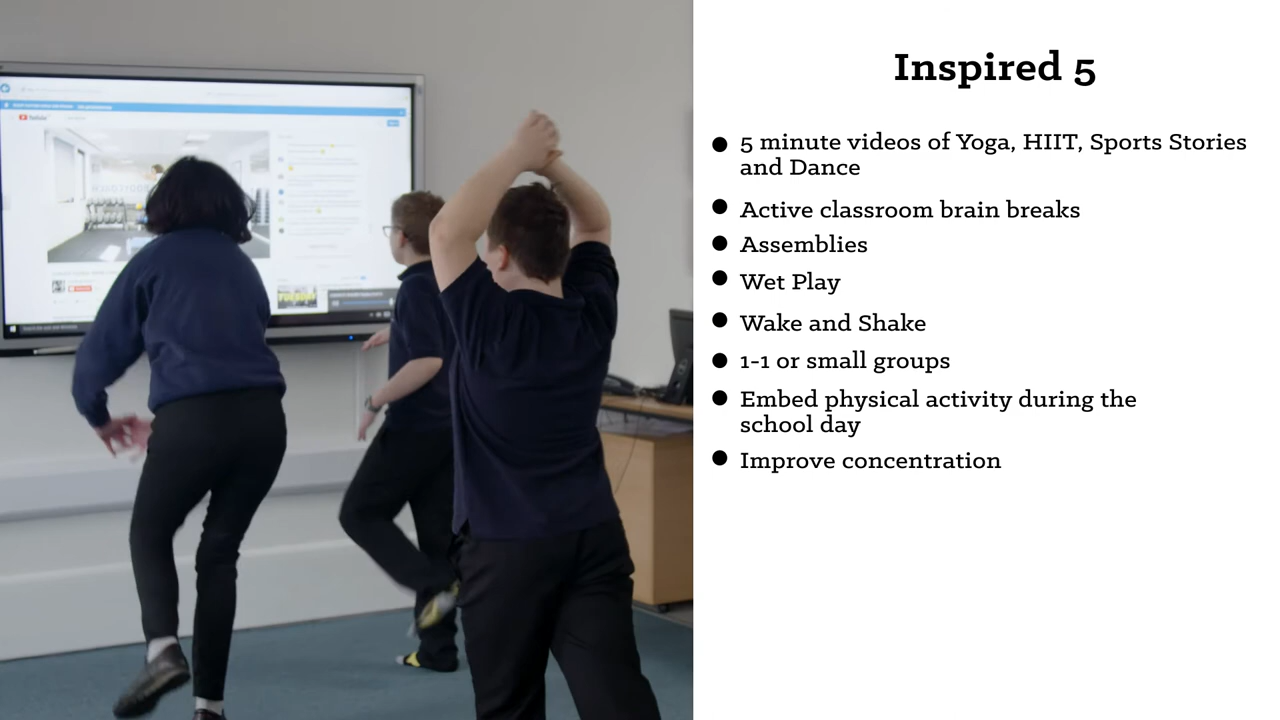 Inspired 5
● 5 minute videos of Yoga, HIIT, Sports Stories
and Dance
● Active classroom brain breaks
● Assemblies
● Wet Play
● Wake and Shake
● 1-1 or small groups
● Embed physical activity during the
school day
● Improve concentration
YouTube